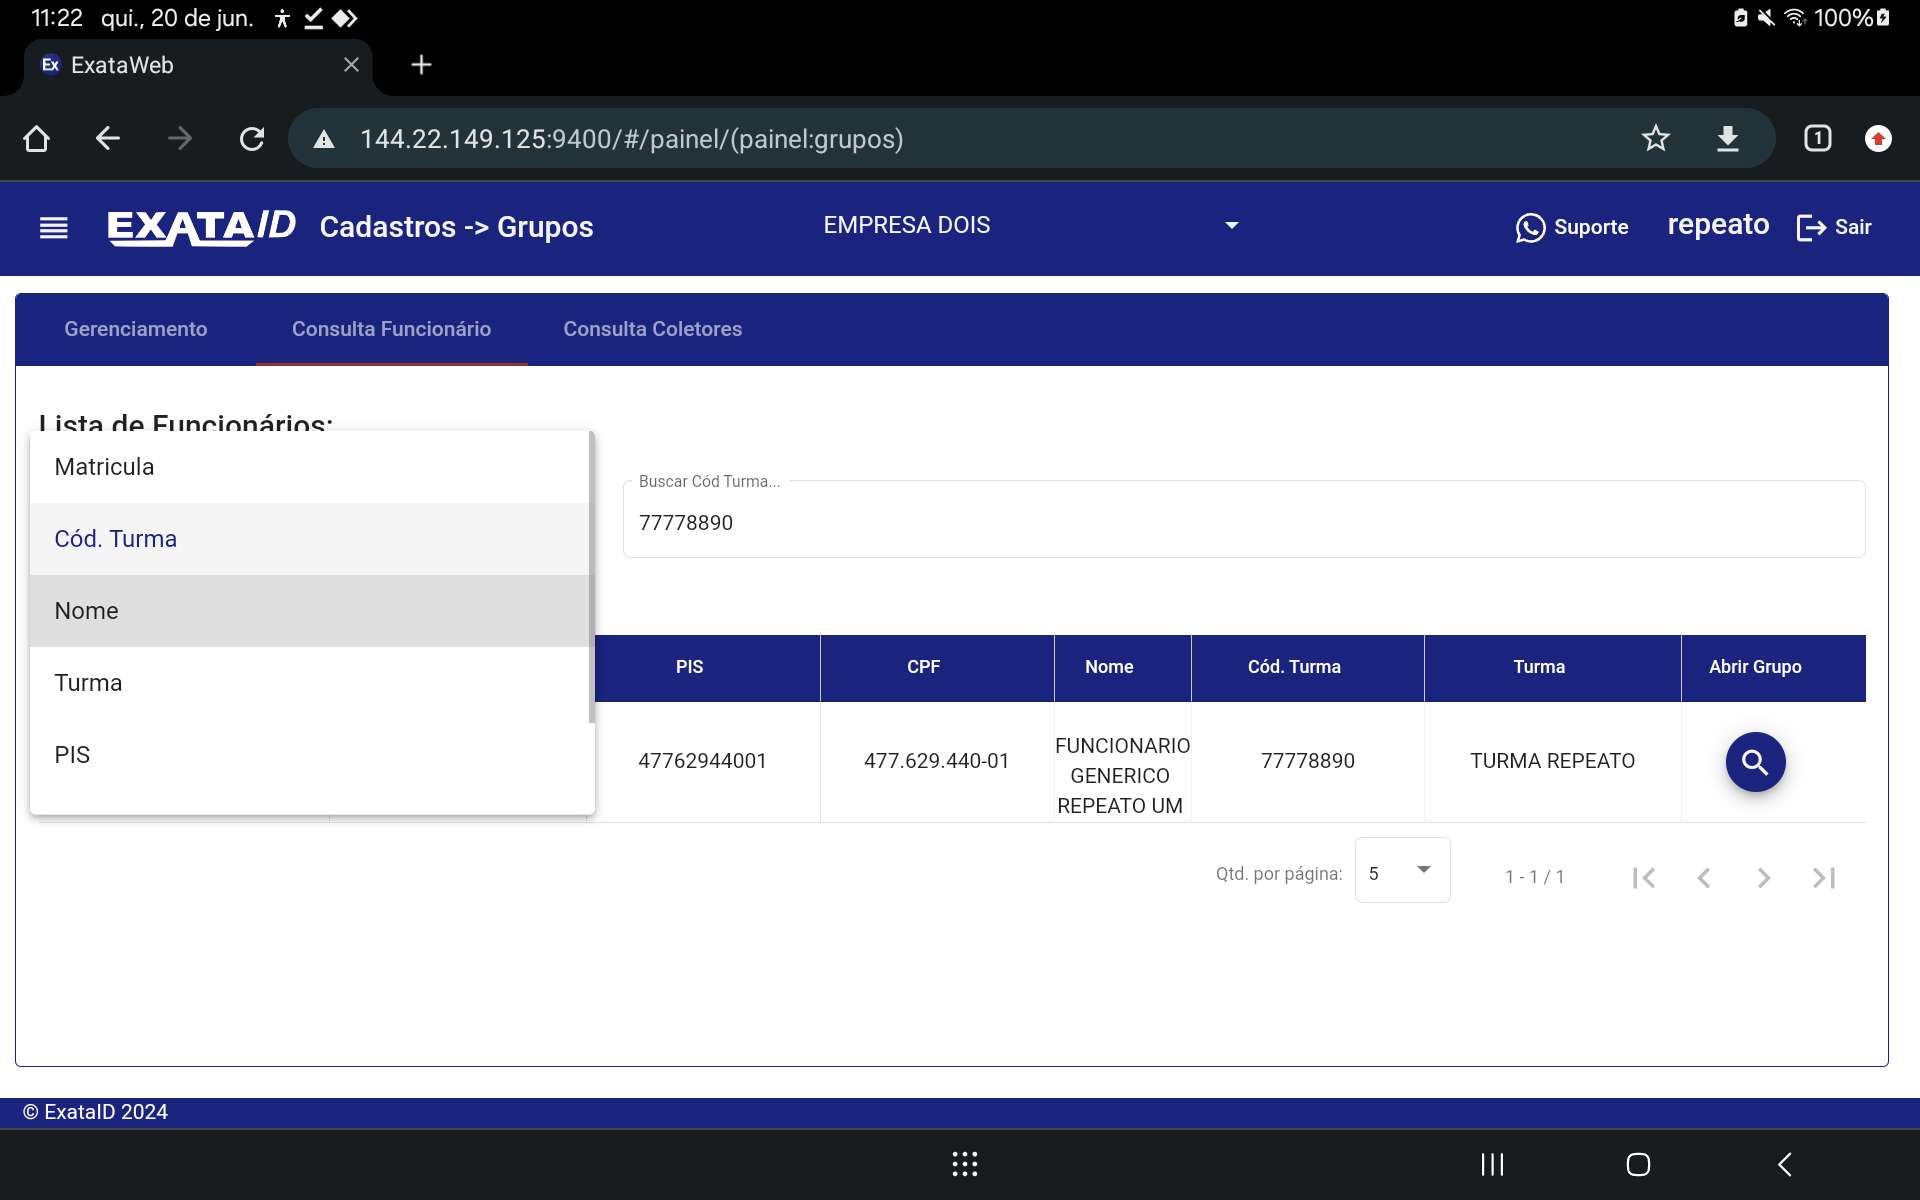 11:22 qui., 20 de jun.
100%
Ex ExataWeb
144.22.149.125:9400/#/painel/(painel:grupos)
1
EXATAID Cadastros -> Grupos
EMPRESA DOIS
Suporte
repeato
Sair
Gerenciamento
Consulta Funcionário
Consulta Coletores
Lista de Funcionários:
Matricula
Cód. Turma
Nome
Turma
PIS
Buscar Cód Turma...
77778890
PIS CPF Nome Cód. Turma Turma Abrir Grupo
47762944001 477.629.440-01 FUNCIONARIO GENERICO REPEATO UM 77778890 TURMA REPEATO
Qtd. por página: 5 1 - 1 / 1
© ExataID 2024